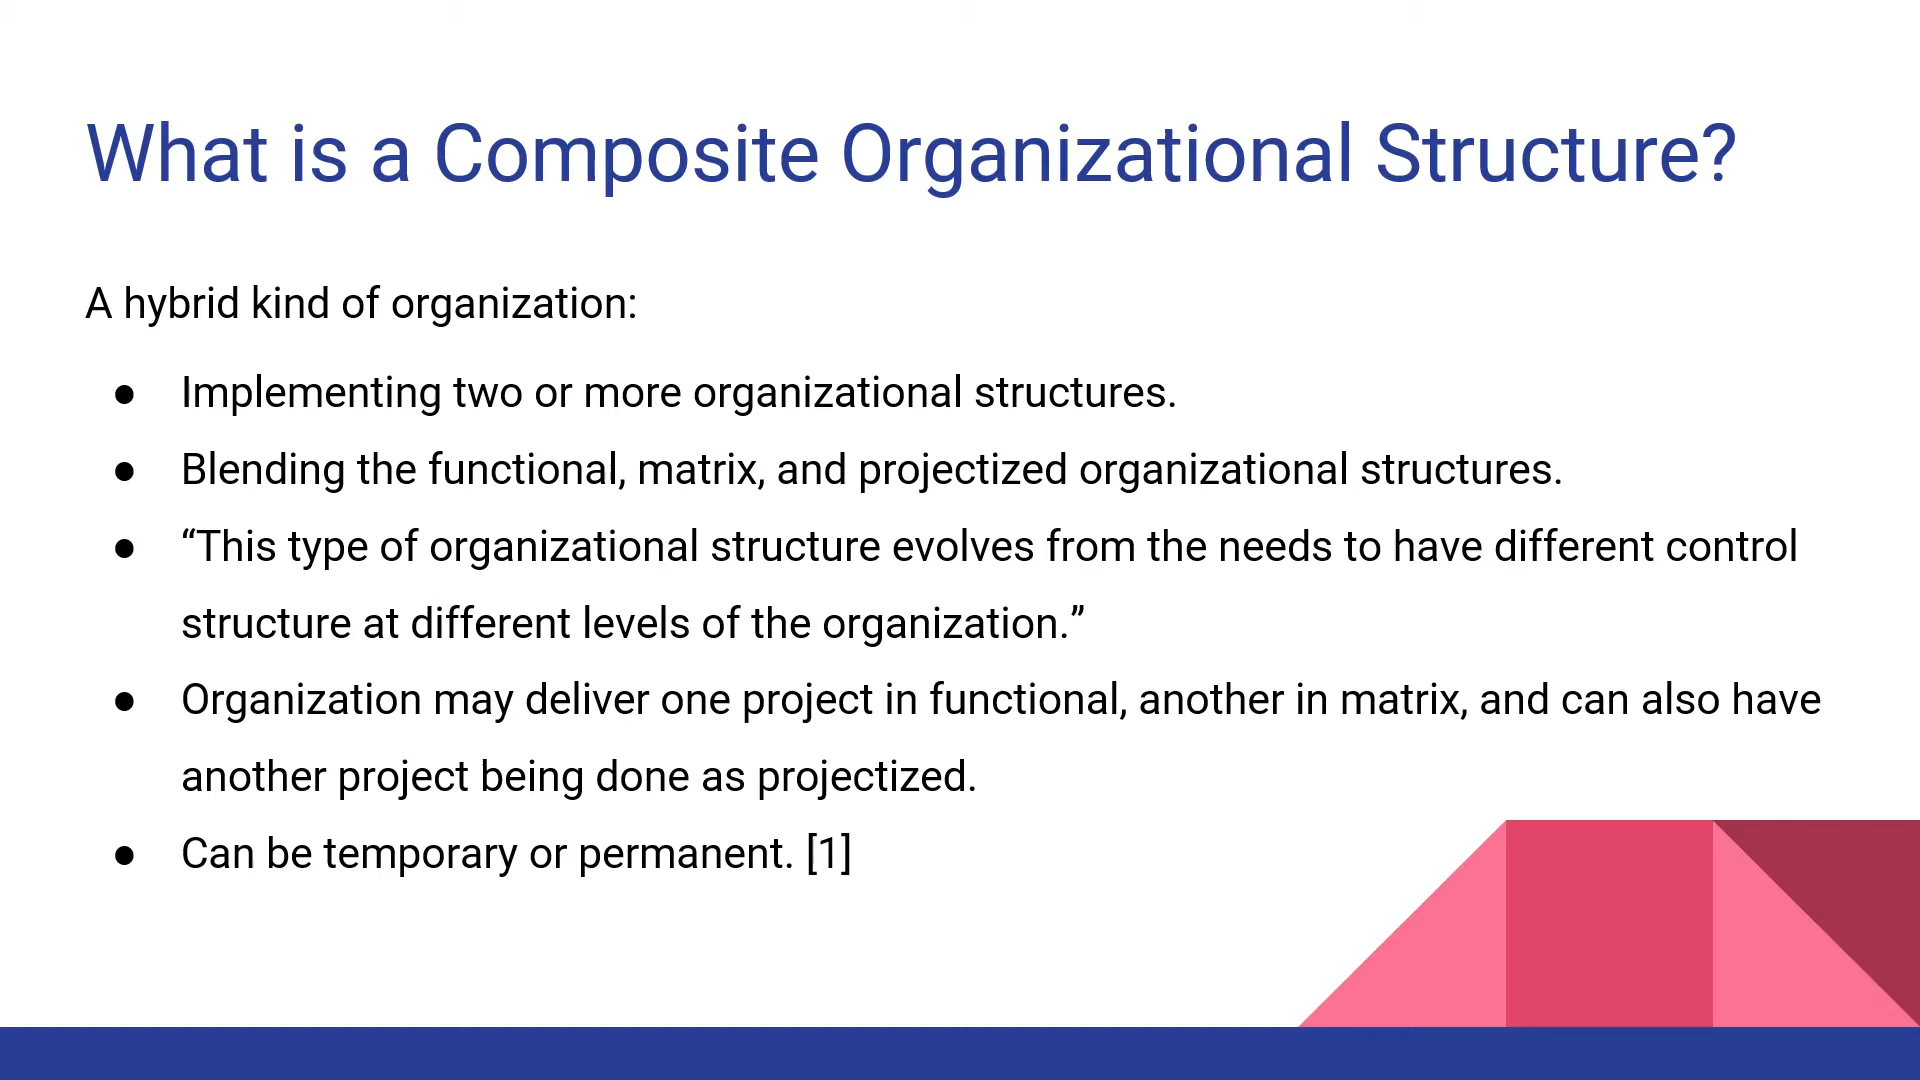 What is a Composite Organizational Structure?
A hybrid kind of organization:
● Implementing two or more organizational structures.
● Blending the functional, matrix, and projectized organizational structures.
● “This type of organizational structure evolves from the needs to have different control
structure at different levels of the organization.”
● Organization may deliver one project in functional, another in matrix, and can also have
another project being done as projectized.
● Can be temporary or permanent. [1]